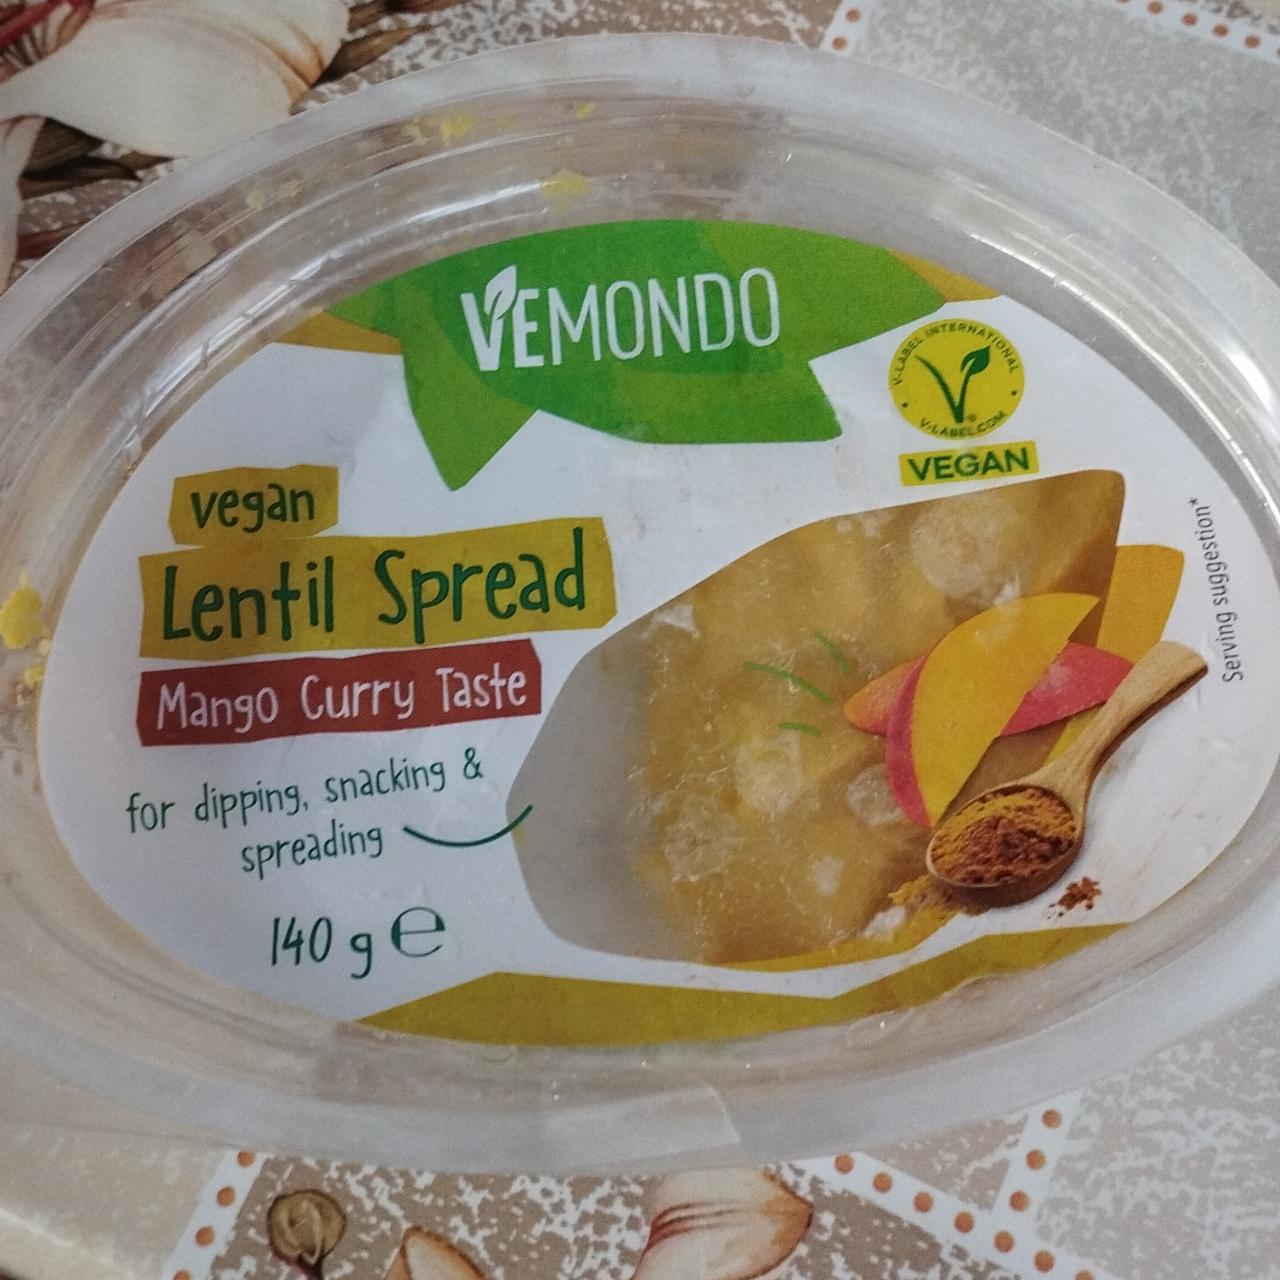 VEMONDO
V-LABEL INTERNATIONAL
V-LABEL.COM
VEGAN
vegan
Lentil Spread
Mango Curry Taste
for dipping, snacking &
spreading
140 g e
Serving suggestion*